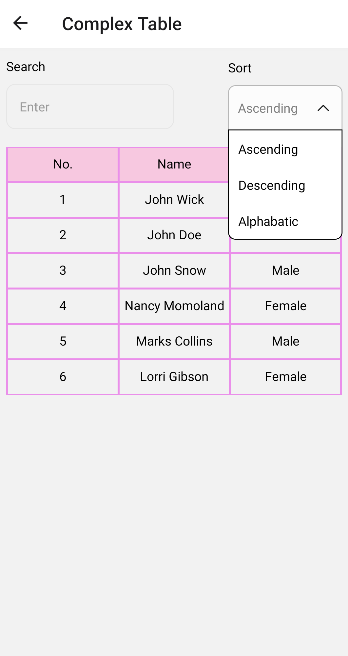 Complex Table
Search
Sort
Enter
Ascending
Ascending
Descending
Alphabatic
No.
Name
1
John Wick
2
John Doe
3
John Snow
Male
4
Nancy Momoland
Female
5
Marks Collins
Male
6
Lorri Gibson
Female